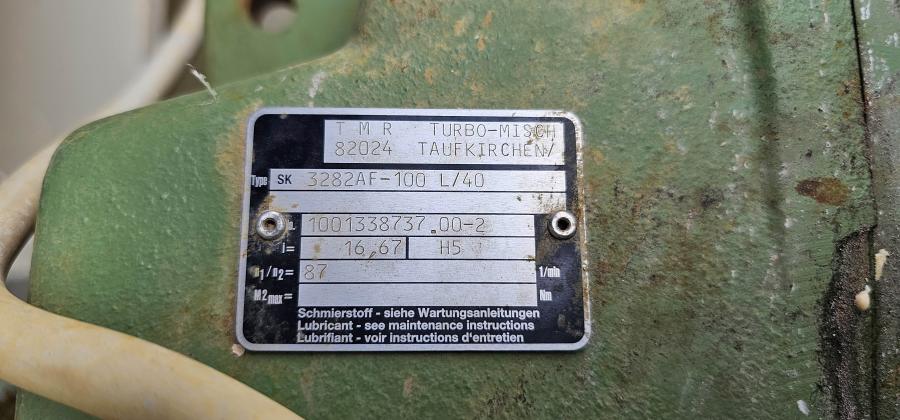 T M R TURBO-MISCH
82024 TAUFKIRCHEN/
Type SK 3282AF-100 L/40
1001338737.00-2
i= 16,67 H5
n1/n2= 87 1/min
M2max= Nm
Schmierstoff - siehe Wartungsanleitungen
Lubricant - see maintenance instructions
Lubrifiant - voir instructions d'entretien